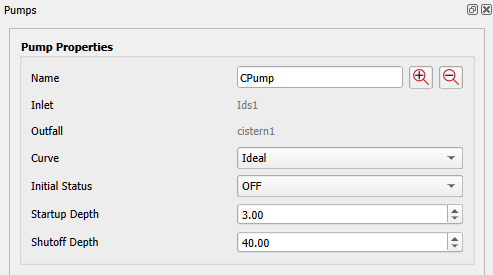 Pumps
Pump Properties
Name CPump
Inlet Ids1
Outfall cistern1
Curve Ideal
Initial Status OFF
Startup Depth 3.00
Shutoff Depth 40.00